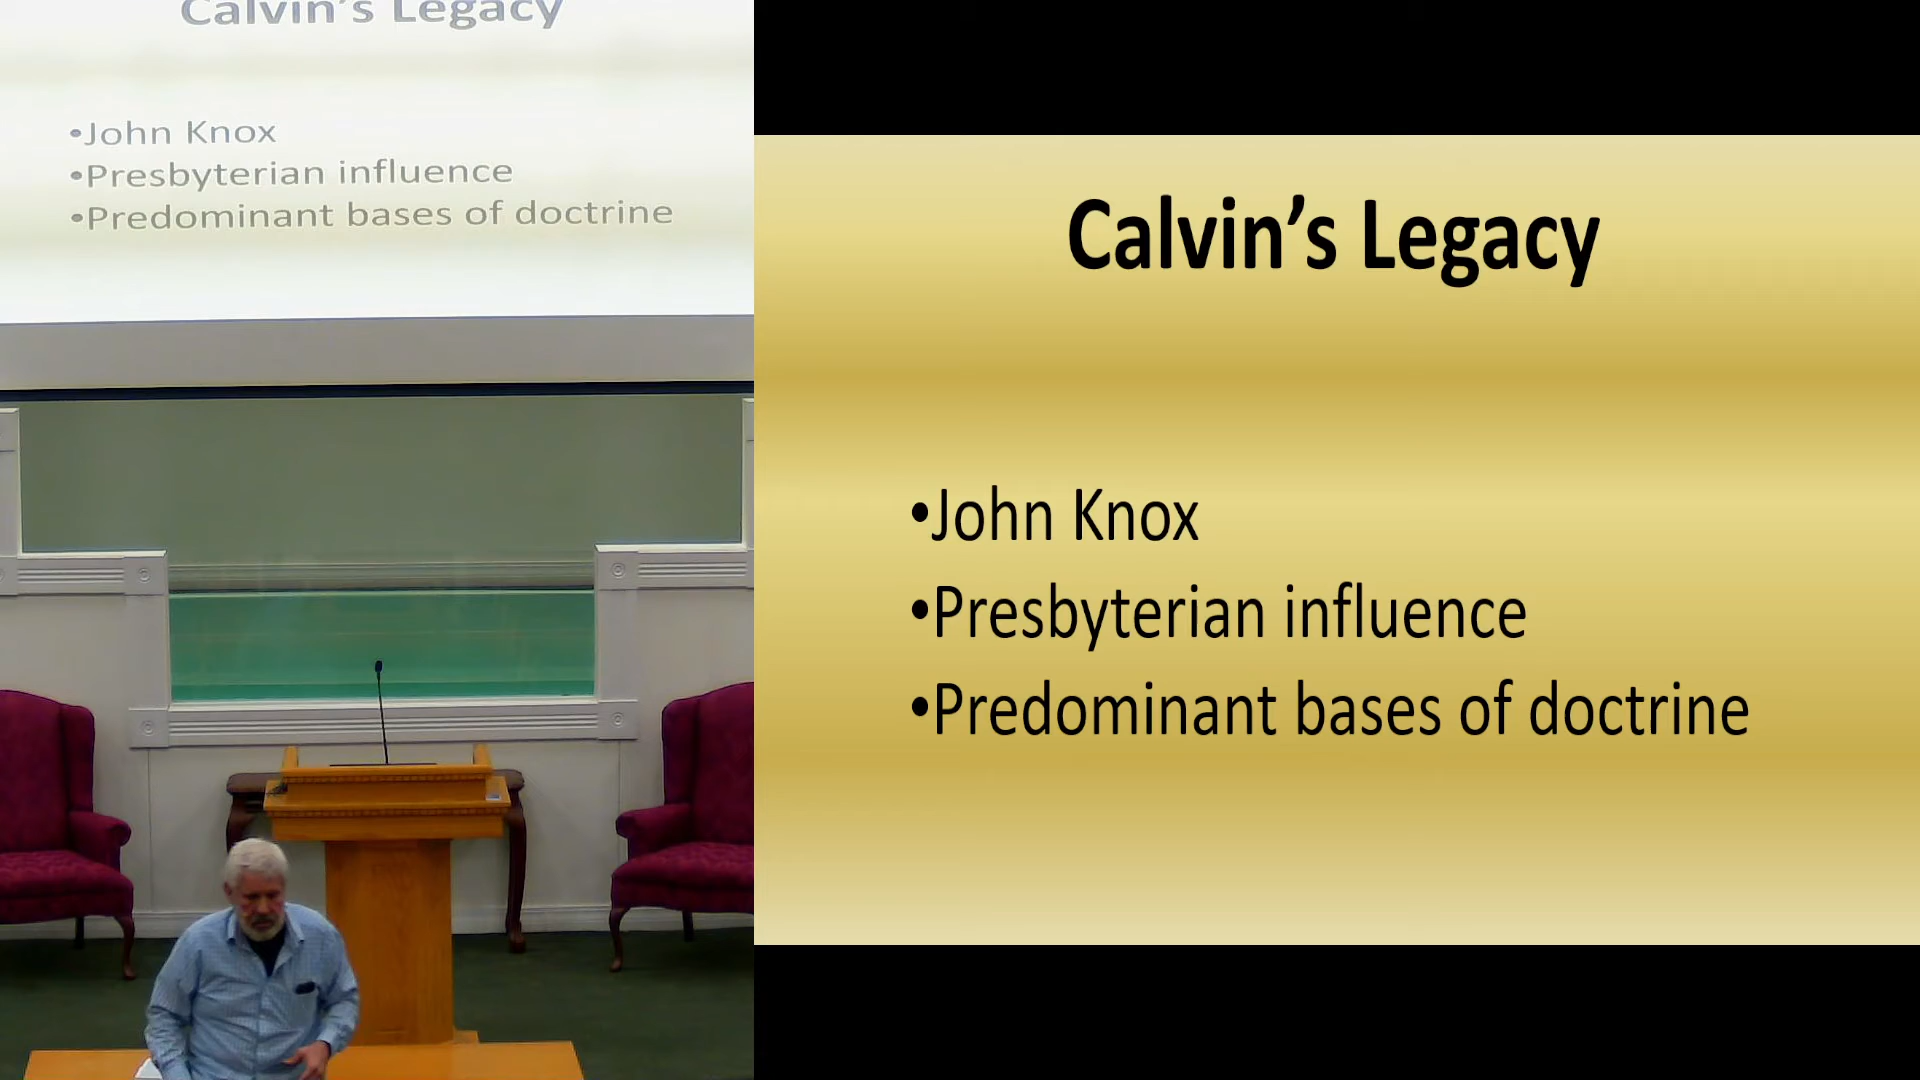 Calvin's Legacy
•John Knox
•Presbyterian influence
•Predominant bases of doctrine
Calvin’s Legacy
•John Knox
•Presbyterian influence
•Predominant bases of doctrine